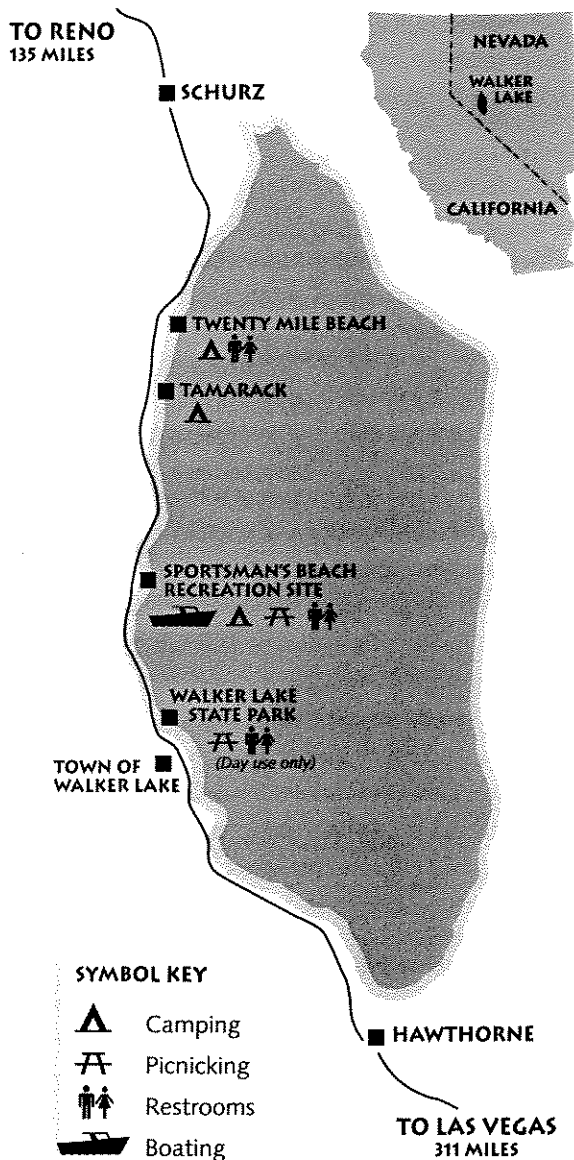 TO RENO
135 MILES
SCHURZ
NEVADA
WALKER
LAKE
CALIFORNIA
TWENTY MILE BEACH
TAMARACK
SPORTSMAN'S BEACH
RECREATION SITE
WALKER LAKE
STATE PARK
(Day use only)
TOWN OF
WALKER LAKE
SYMBOL KEY
Camping
Picnicking
Restrooms
Boating
HAWTHORNE
TO LAS VEGAS
311 MILES